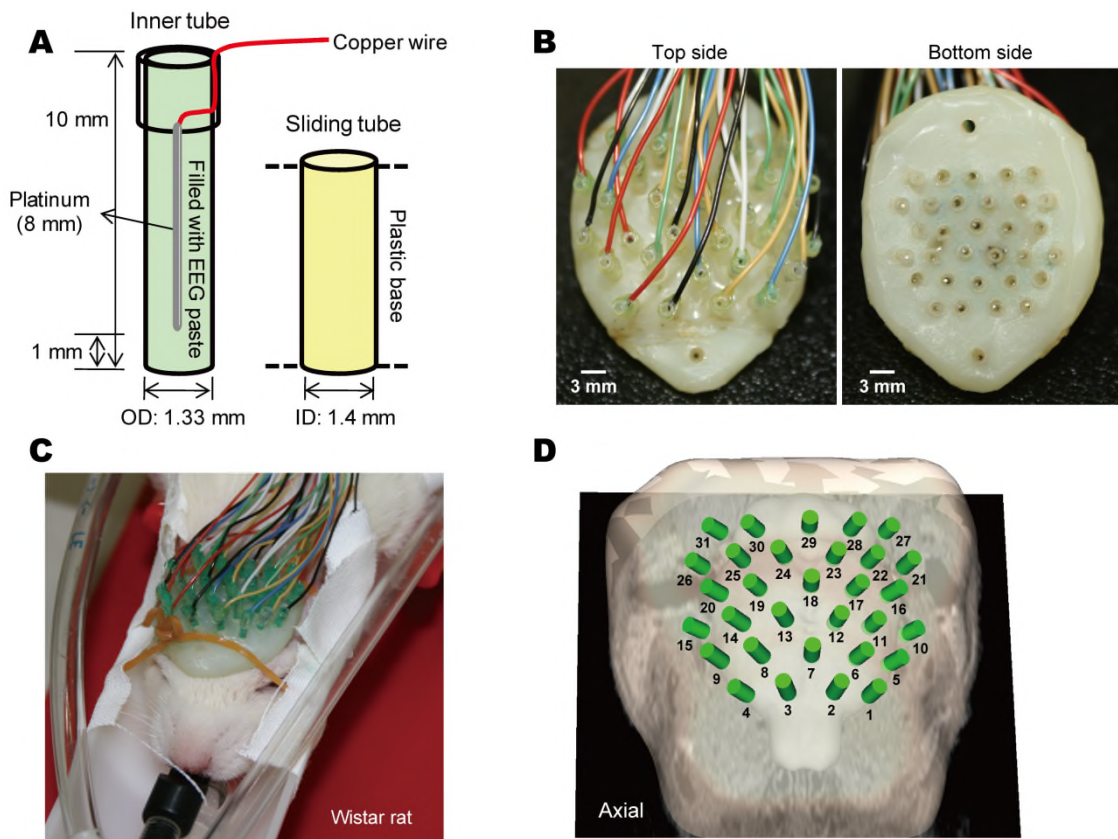 A
Inner tube
Copper wire
10 mm
Sliding tube
Platinum
(8 mm)
Filled with EEG paste
Plastic base
1 mm
OD: 1.33 mm
ID: 1.4 mm
B
Top side
Bottom side
3 mm
3 mm
C
Wistar rat
D
31
30
29
28
27
26
25
24
23
22
21
20
19
18
17
16
15
14
13
12
11
10
9
8
7
6
5
4
3
2
1
Axial